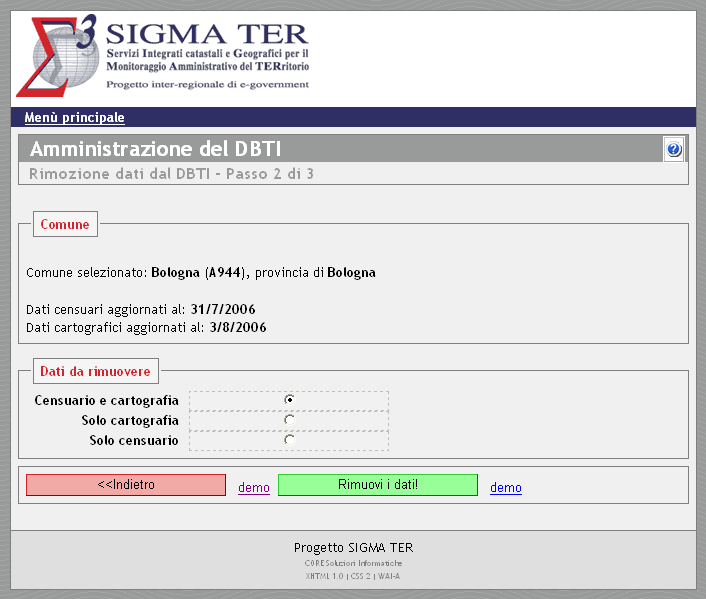 Σ3 SIGMA TER
Servizi Integrati catastali e Geografici per il
Monitoraggio Amministrativo del TERritorio
Progetto inter-regionale di e-government
Menù principale
Amministrazione del DBTI
?
Rimozione dati dal DBTI - Passo 2 di 3
Comune
Comune selezionato: Bologna (A944), provincia di Bologna
Dati censuari aggiornati al: 31/7/2006
Dati cartografici aggiornati al: 3/8/2006
Dati da rimuovere
Censuario e cartografia
Solo cartografia
Solo censuario
<<Indietro demo Rimuovi i dati! demo
Progetto SIGMA TER
CORE Soluzioni Informatiche
XHTML 1.0 | CSS 2 | WAI-A